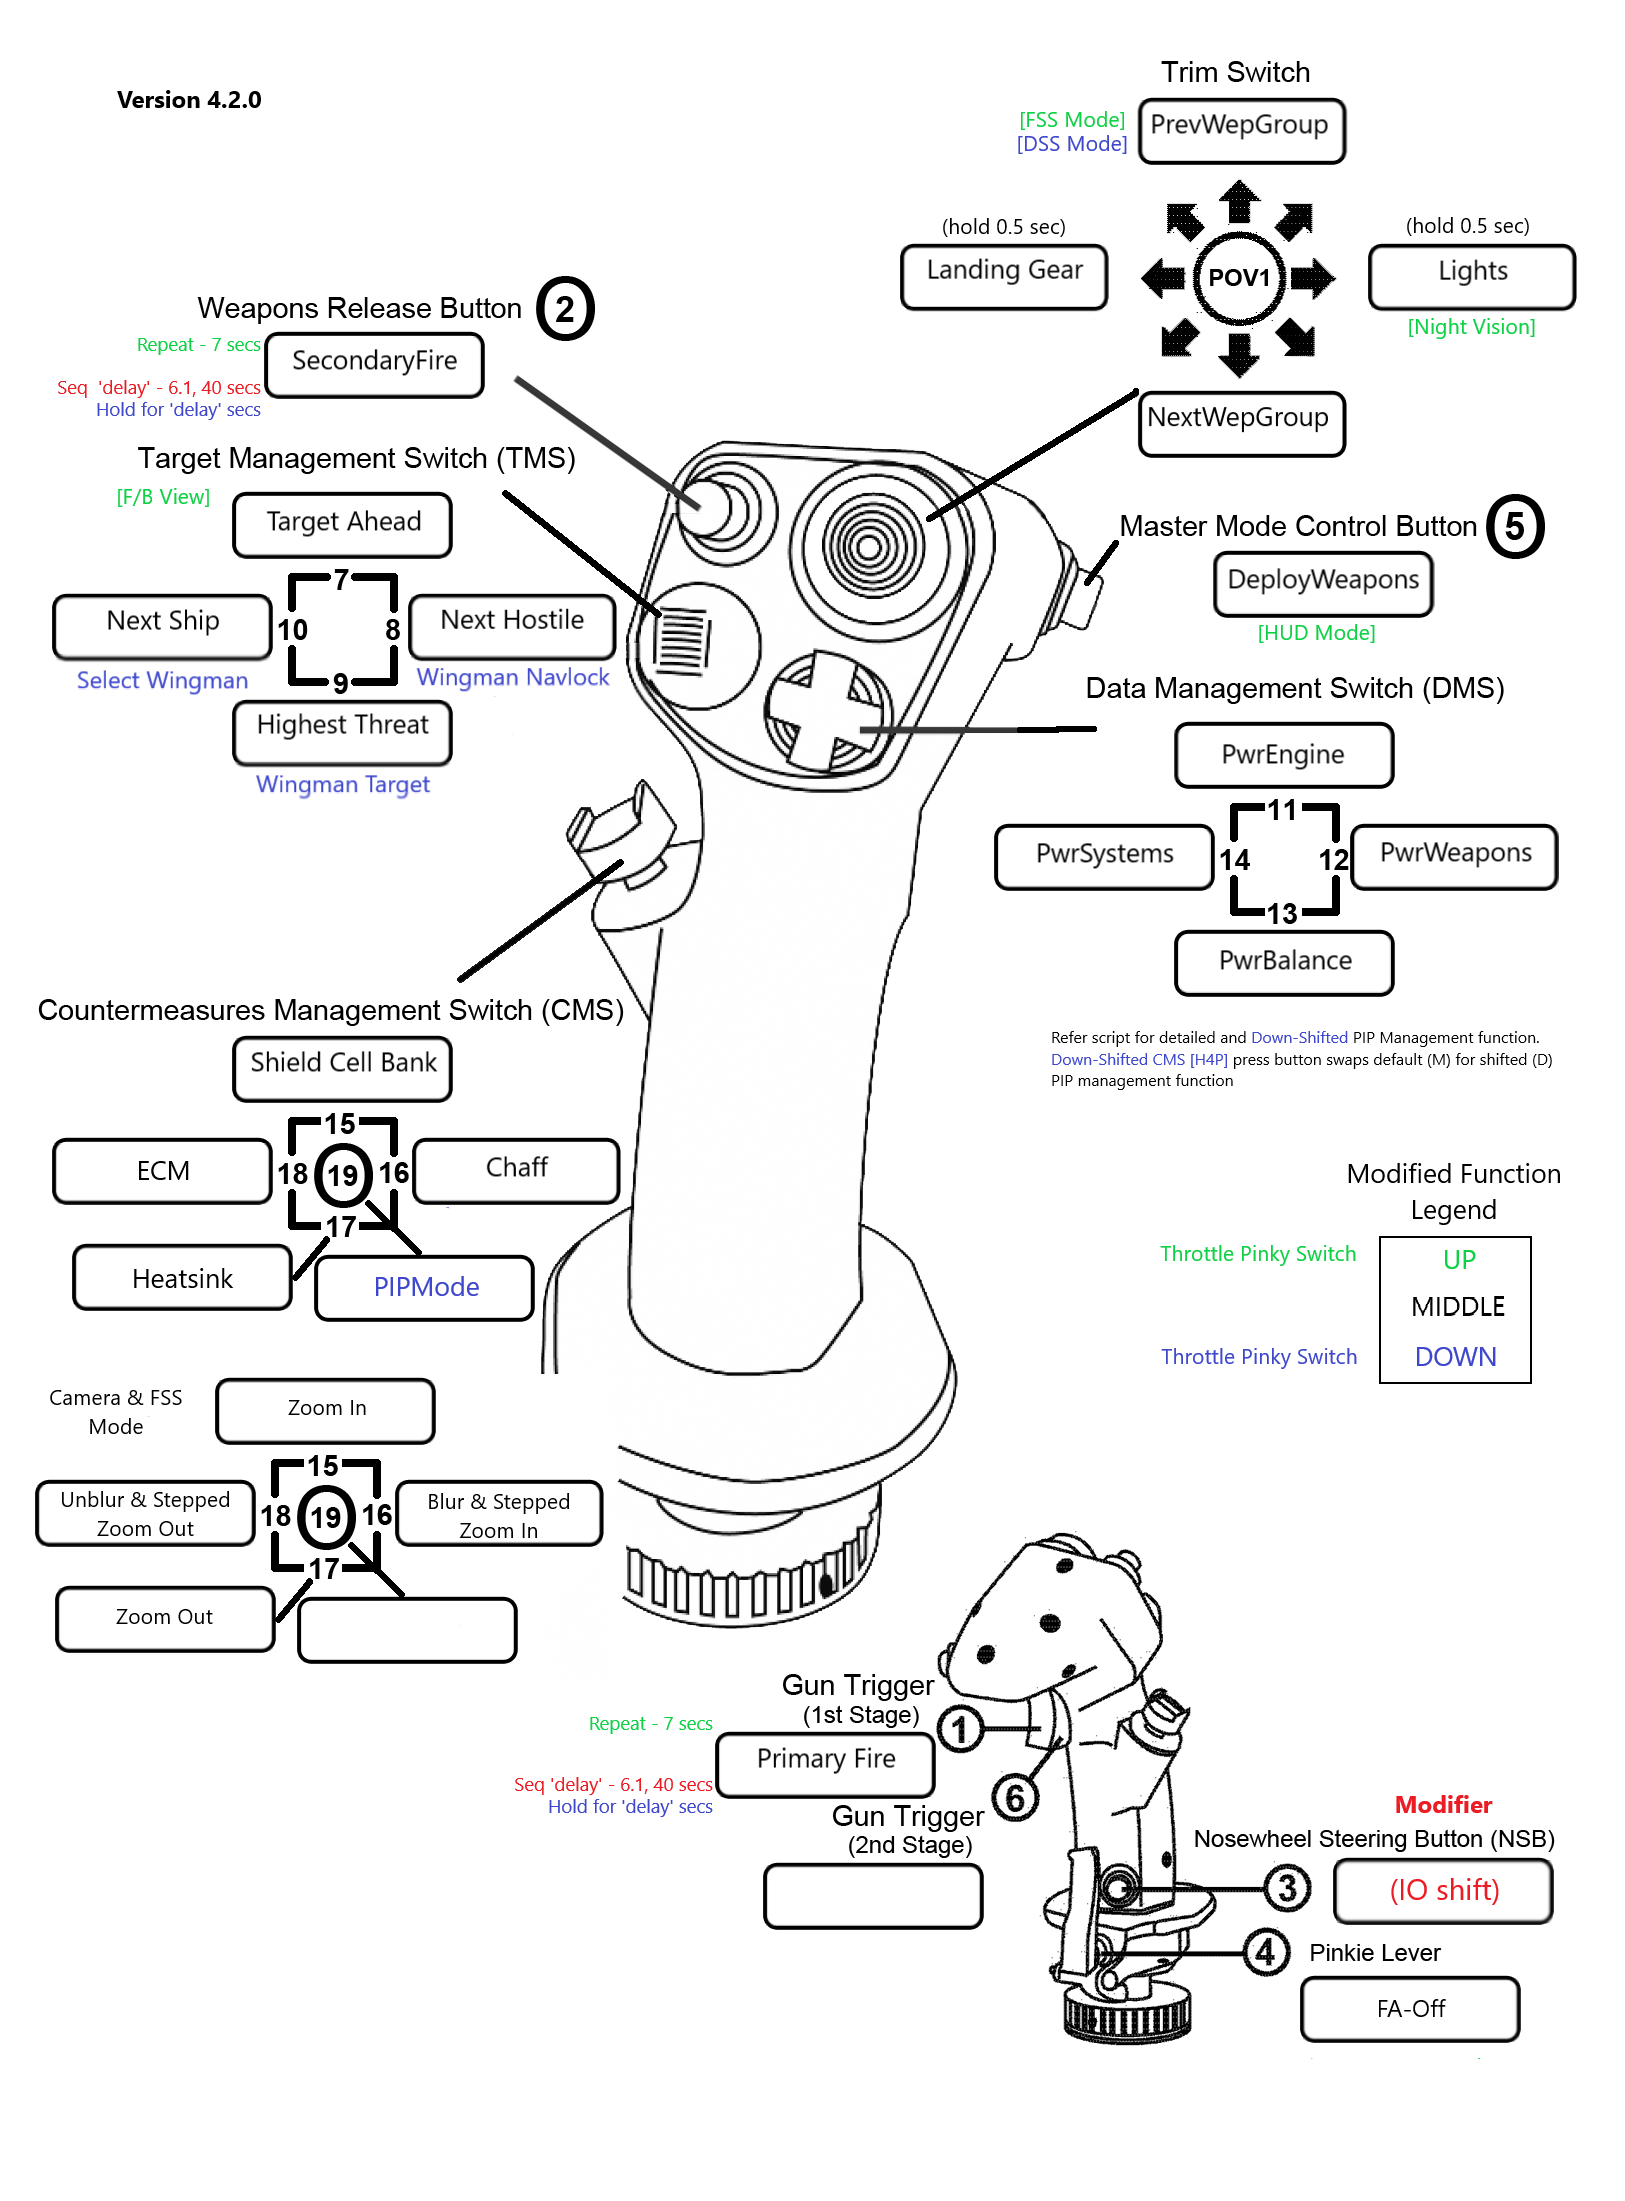 Version 4.2.0
Trim Switch
[FSS Mode]
[DSS Mode]
PrevWepGroup
(hold 0.5 sec)
Landing Gear
POV1
(hold 0.5 sec)
Lights
[Night Vision]
NextWepGroup
Weapons Release Button 2
Repeat - 7 secs
SecondaryFire
Seq 'delay' - 6.1, 40 secs
Hold for 'delay' secs
Target Management Switch (TMS)
[F/B View]
Target Ahead
7
Next Ship
10
8
Next Hostile
Select Wingman
9
Wingman Navlock
Highest Threat
Wingman Target
Master Mode Control Button 5
DeployWeapons
[HUD Mode]
Data Management Switch (DMS)
PwrEngine
11
PwrSystems
14
12
PwrWeapons
13
PwrBalance
Refer script for detailed and Down-Shifted PIP Management function.
Down-Shifted CMS [H4P] press button swaps default (M) for shifted (D)
PIP management function
Countermeasures Management Switch (CMS)
Shield Cell Bank
15
ECM
18
19
16
Chaff
17
Heatsink
PIPMode
Modified Function
Legend
Throttle Pinky Switch
UP
MIDDLE
Throttle Pinky Switch
DOWN
Camera & FSS
Mode
Zoom In
15
Unblur & Stepped
Zoom Out
18
19
16
Blur & Stepped
Zoom In
17
Zoom Out
Gun Trigger
(1st Stage)
1
Repeat - 7 secs
Primary Fire
Seq 'delay' - 6.1, 40 secs
Hold for 'delay' secs
6
Gun Trigger
(2nd Stage)
Modifier
Nosewheel Steering Button (NSB)
3
(IO shift)
4
Pinkie Lever
FA-Off